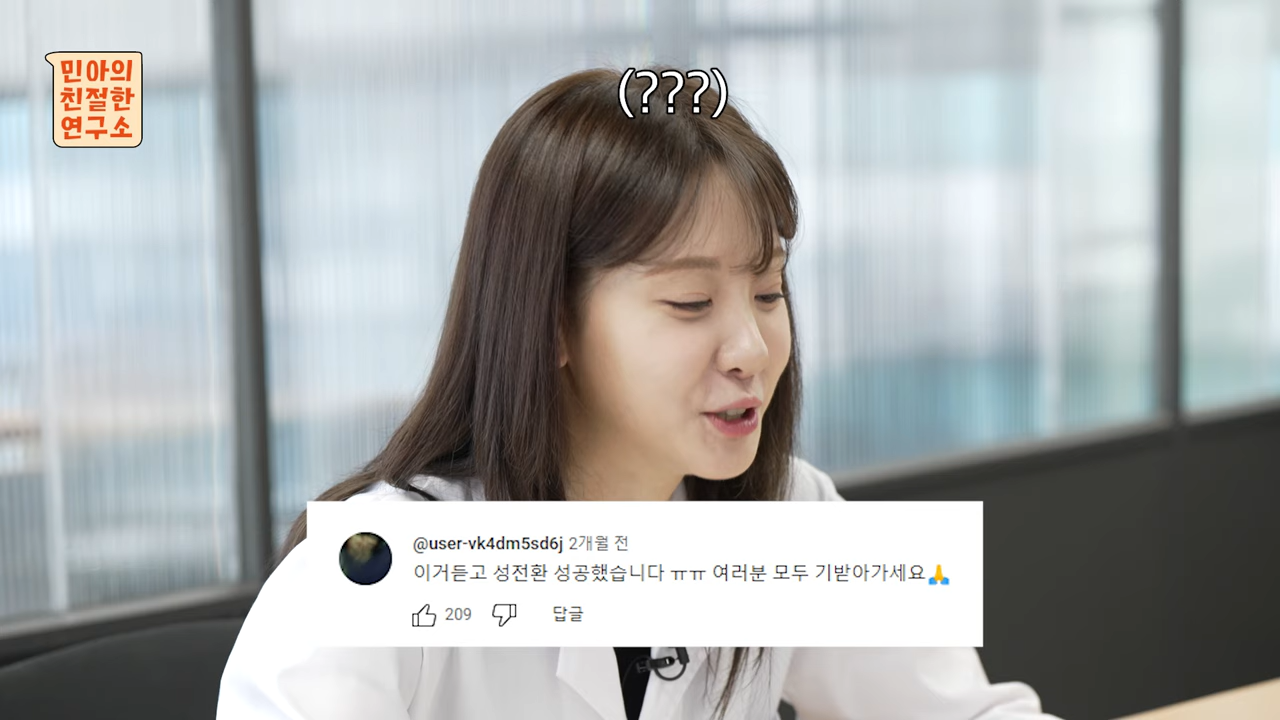 민아의
친절한
연구소
(???)
@user-vk4dm5sd6j 2개월 전
이거듣고 성전환 성공했습니다 ㅠㅠ 여러분 모두 기받아가세요🙏
209 답글